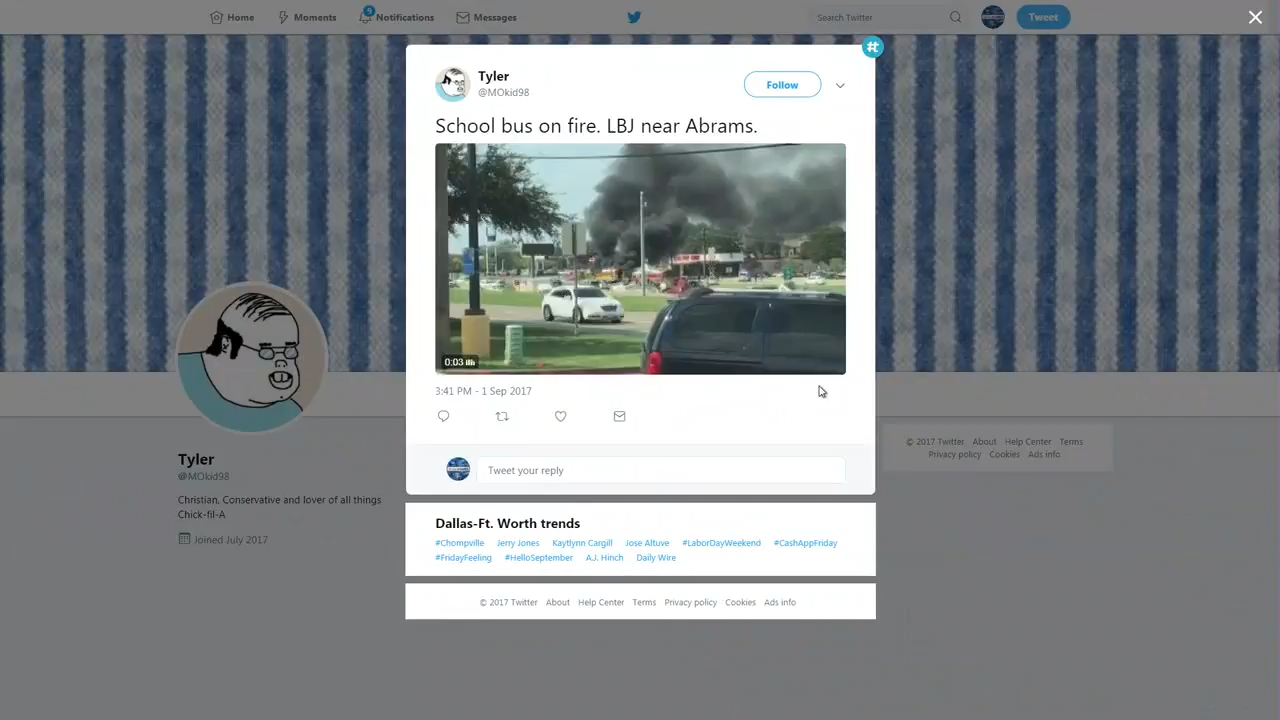 Home Moments 9 Notifications Messages Search Twitter Tweet
Tyler
@MOkid98
Follow
School bus on fire. LBJ near Abrams.
0:03
3:41 PM - 1 Sep 2017
Tweet your reply
Tyler
@MOkid98
Christian, Conservative and lover of all things
Chick-fil-A
Joined July 2017
© 2017 Twitter About Help Center Terms
Privacy policy Cookies Ads info
Dallas-Ft. Worth trends
#Chompville Jerry Jones Kaytlynn Cargill Jose Altuve #LaborDayWeekend #CashAppFriday
#FridayFeeling #HelloSeptember A.J. Hinch Daily Wire
© 2017 Twitter About Help Center Terms Privacy policy Cookies Ads info